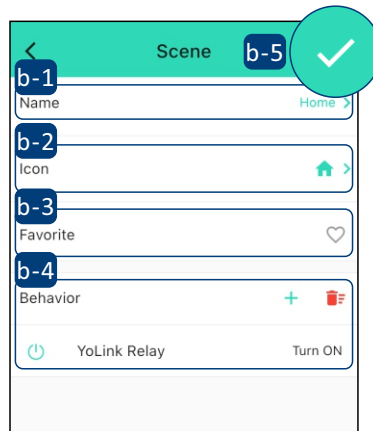 Scene
b-5
b-1
Name
Home
b-2
Icon
b-3
Favorite
b-4
Behavior
YoLink Relay
Turn ON